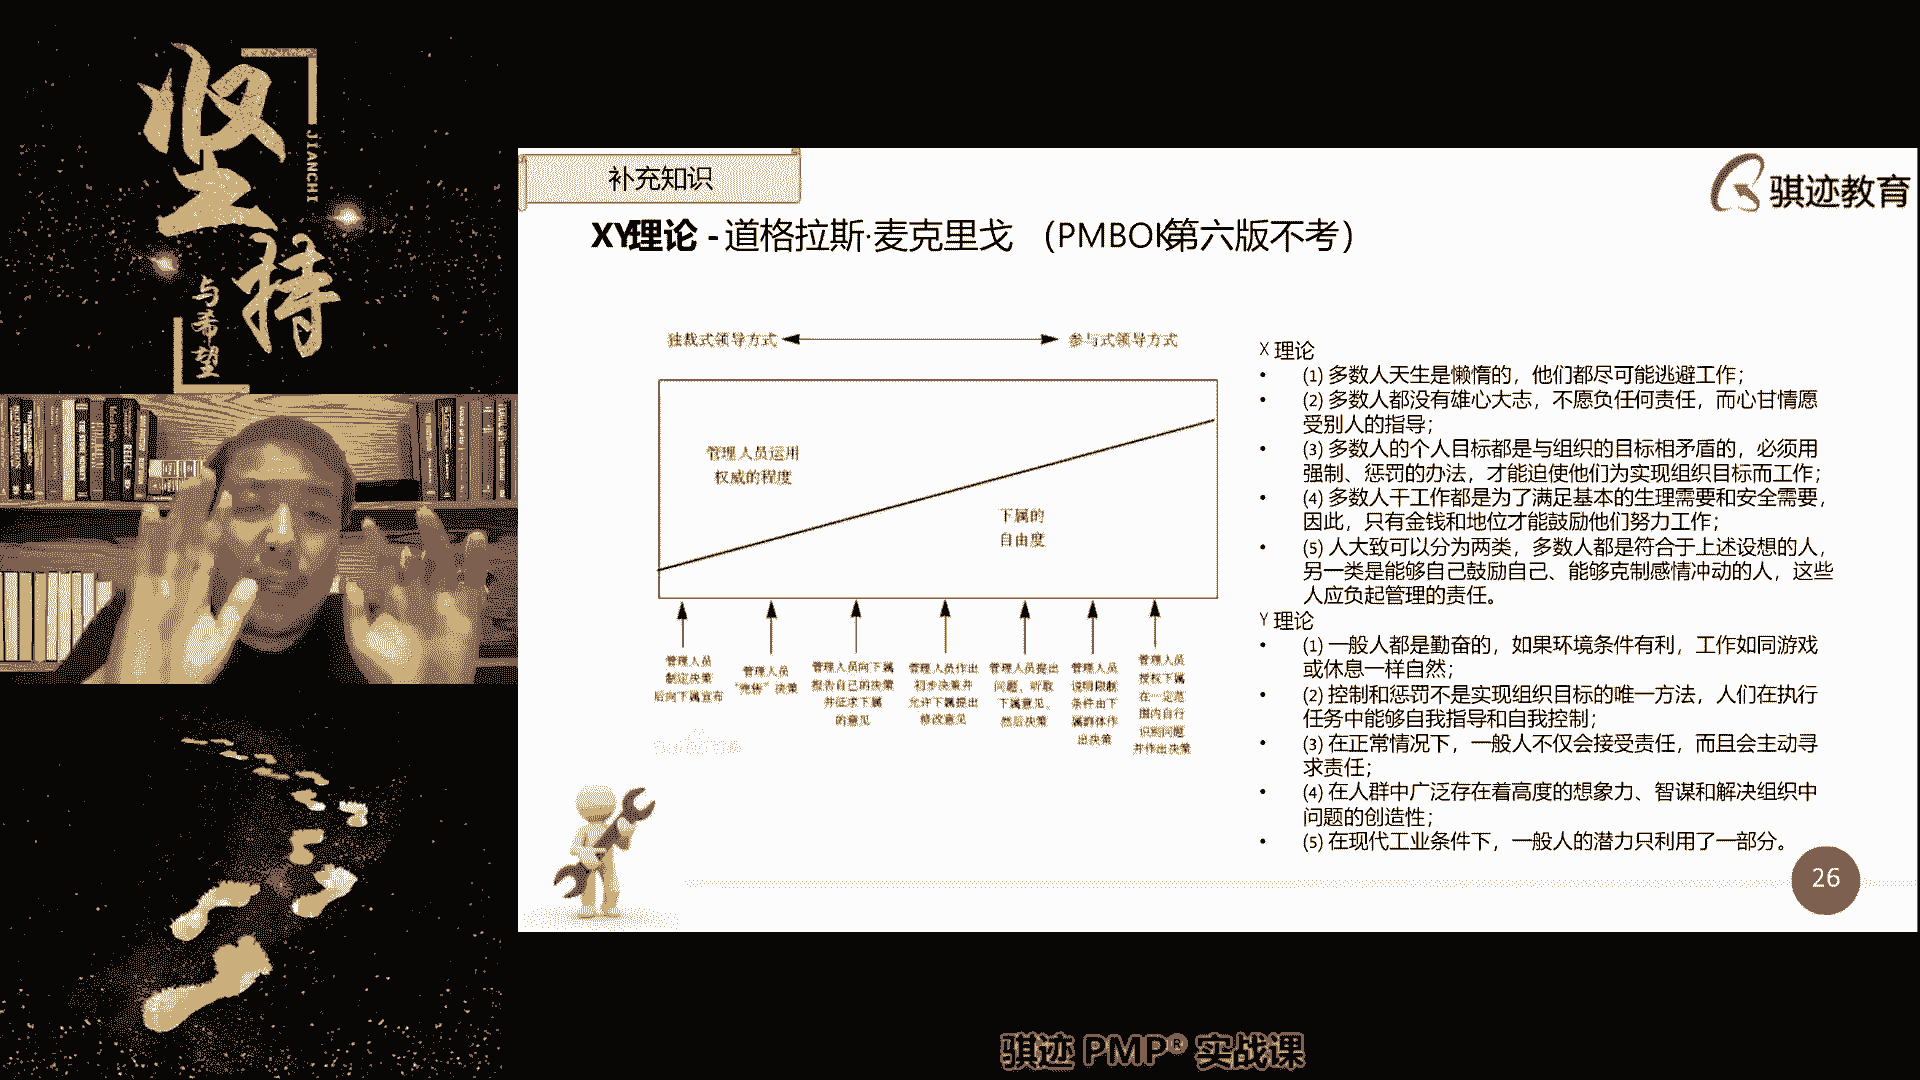 坚持
JIANCHI
与希望
补充知识
骐迹教育
XY理论 - 道格拉斯·麦克里戈 （PMBOK第六版不考）
独裁式领导方式
参与式领导方式
管理人员运用
权威的程度
下属的
自由度
管理人员
制定决策
后向下属宣布
管理人员
“兜售”决策
管理人员向下属
报告自己的决策
并征求下属
的意见
管理人员作出
初步决策并
允许下属提出
修改意见
管理人员提出
问题、听取
下属意见、
然后决策
管理人员
说明限制
条件由下
属群体作
出决策
管理人员
授权下属
在一定范
围内自行
识别问题
并作出决策
X 理论
• (1) 多数人天生是懒惰的，他们都尽可能逃避工作；
• (2) 多数人都没有雄心大志，不愿负任何责任，而心甘情愿
受别人的指导；
• (3) 多数人的个人目标都是与组织的目标相矛盾的，必须用
强制、惩罚的办法，才能迫使他们为实现组织目标而工作；
• (4) 多数人干工作都是为了满足基本的生理需要和安全需要，
因此，只有金钱和地位才能鼓励他们努力工作；
• (5) 人大致可以分为两类，多数人都是符合于上述设想的人，
另一类是能够自己鼓励自己、能够克制感情冲动的人，这些
人应负起管理的责任。
Y 理论
• (1) 一般人都是勤奋的，如果环境条件有利，工作如同游戏
或休息一样自然；
• (2) 控制和惩罚不是实现组织目标的唯一方法，人们在执行
任务中能够自我指导和自我控制；
• (3) 在正常情况下，一般人不仅会接受责任，而且会主动寻
求责任；
• (4) 在人群中广泛存在着高度的想象力、智谋和解决组织中
问题的创造性；
• (5) 在现代工业条件下，一般人的潜力只利用了一部分。
26
骐迹 PMP® 实战课